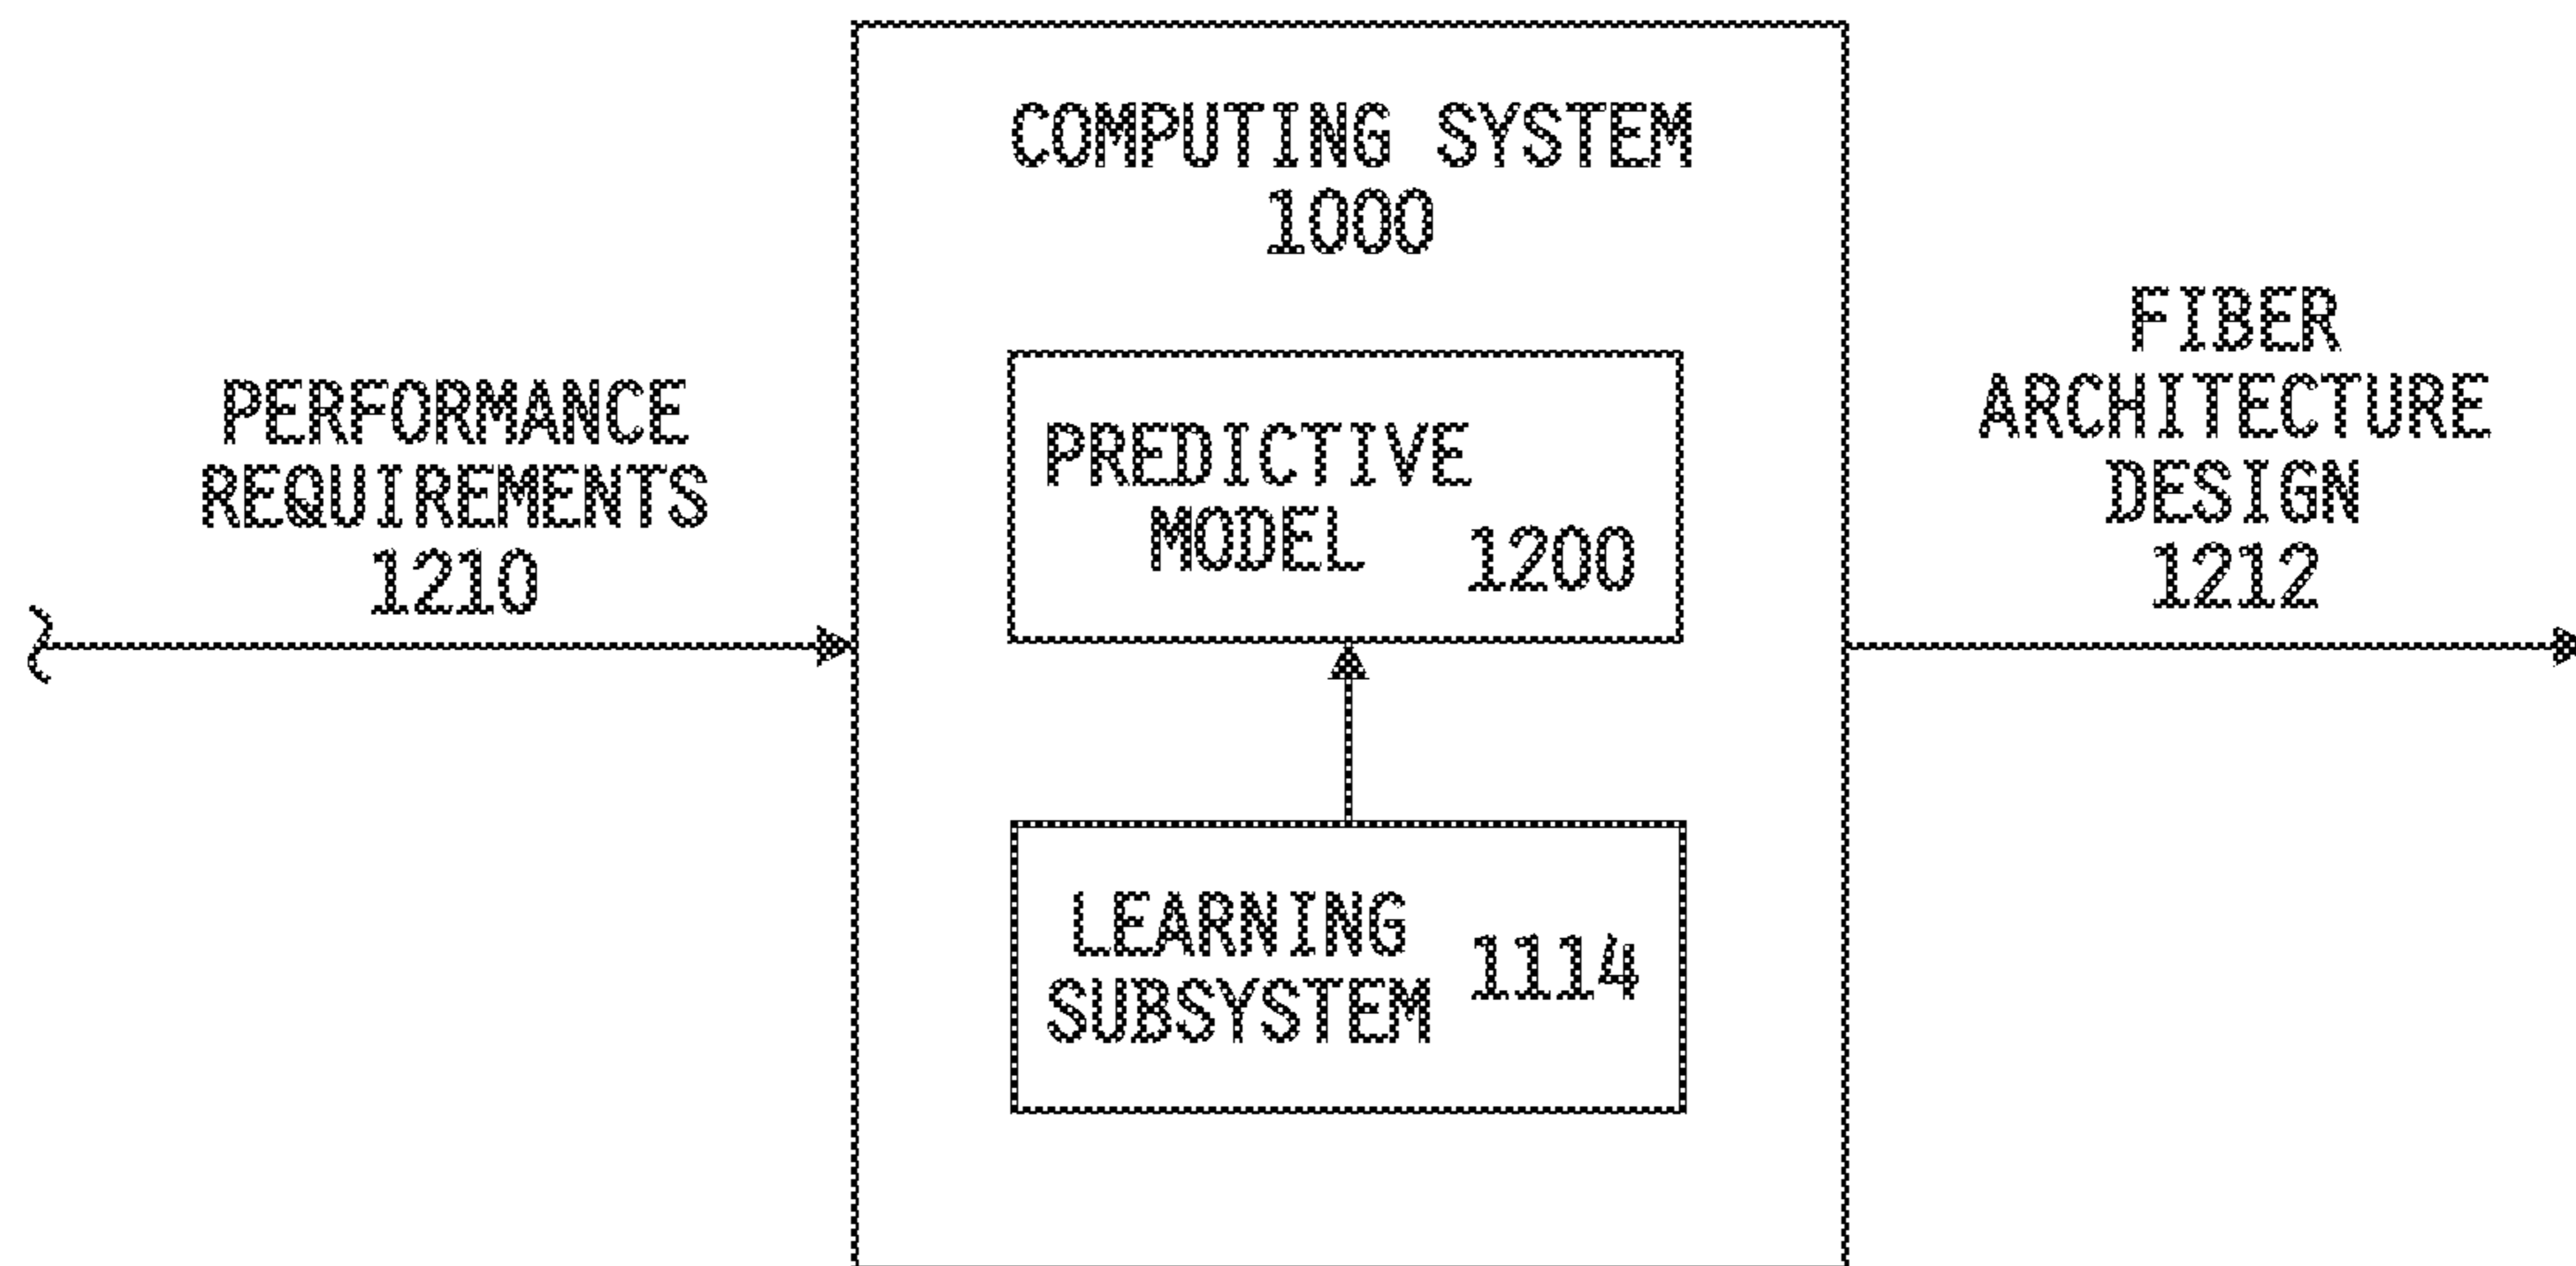 COMPUTING SYSTEM
1000
PERFORMANCE
REQUIREMENTS
1210
PREDICTIVE
MODEL 1200
LEARNING
SUBSYSTEM 1114
FIBER
ARCHITECTURE
DESIGN
1212